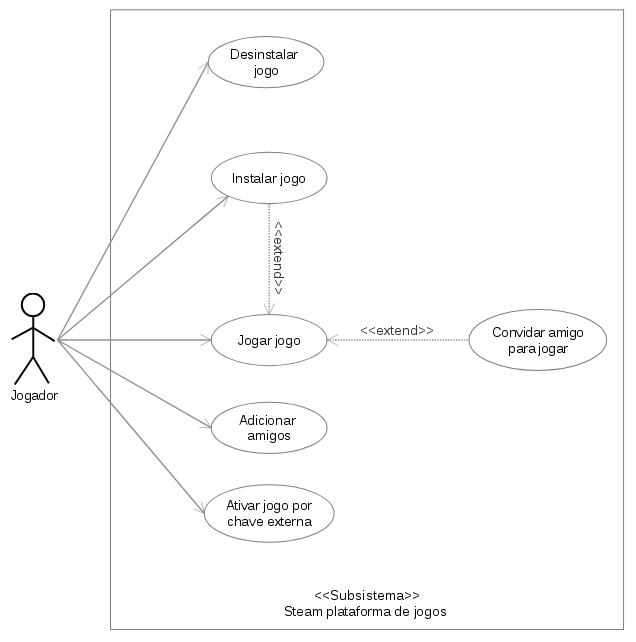 Desinstalar
jogo
Instalar jogo
<<extend>>
Jogar jogo
<<extend>>
Convidar amigo
para jogar
Jogador
Adicionar
amigos
Ativar jogo por
chave externa
<<Subsistema>>
Steam plataforma de jogos